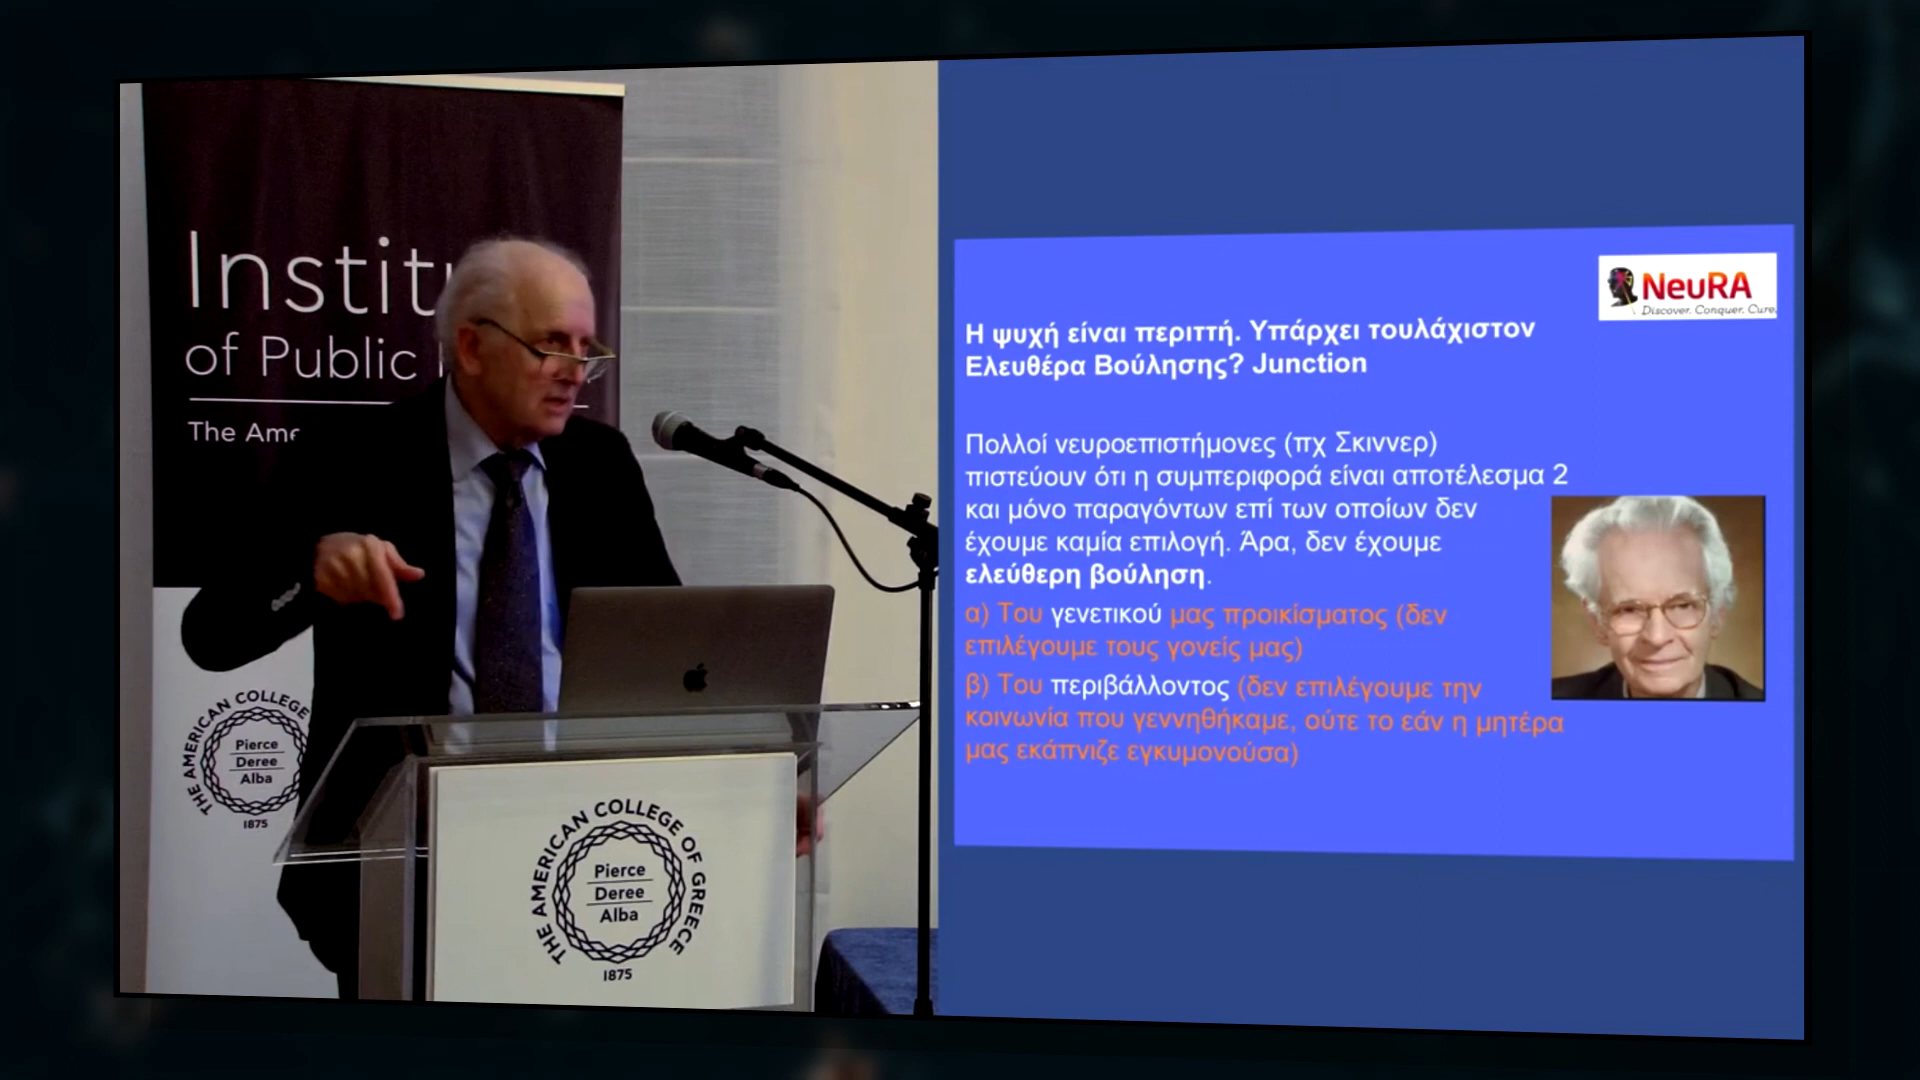 Instit
of Public
The Ame
THE AMERICAN COLLEGE
Pierce
Deree
Alba
1875
THE AMERICAN COLLEGE OF GREECE
Pierce
Deree
Alba
1875
NeuRA
Discover. Conquer. Cure.
Η ψυχή είναι περιττή. Υπάρχει τουλάχιστον
Ελευθέρα Βούλησης? Junction
Πολλοί νευροεπιστήμονες (πχ Σκιννερ)
πιστεύουν ότι η συμπεριφορά είναι αποτέλεσμα 2
και μόνο παραγόντων επί των οποίων δεν
έχουμε καμία επιλογή. Άρα, δεν έχουμε
ελεύθερη βούληση.
α) Του γενετικού μας προικίσματος (δεν
επιλέγουμε τους γονείς μας)
β) Του περιβάλλοντος (δεν επιλέγουμε την
κοινωνία που γεννηθήκαμε, ούτε το εάν η μητέρα
μας εκάπνιζε εγκυμονούσα)